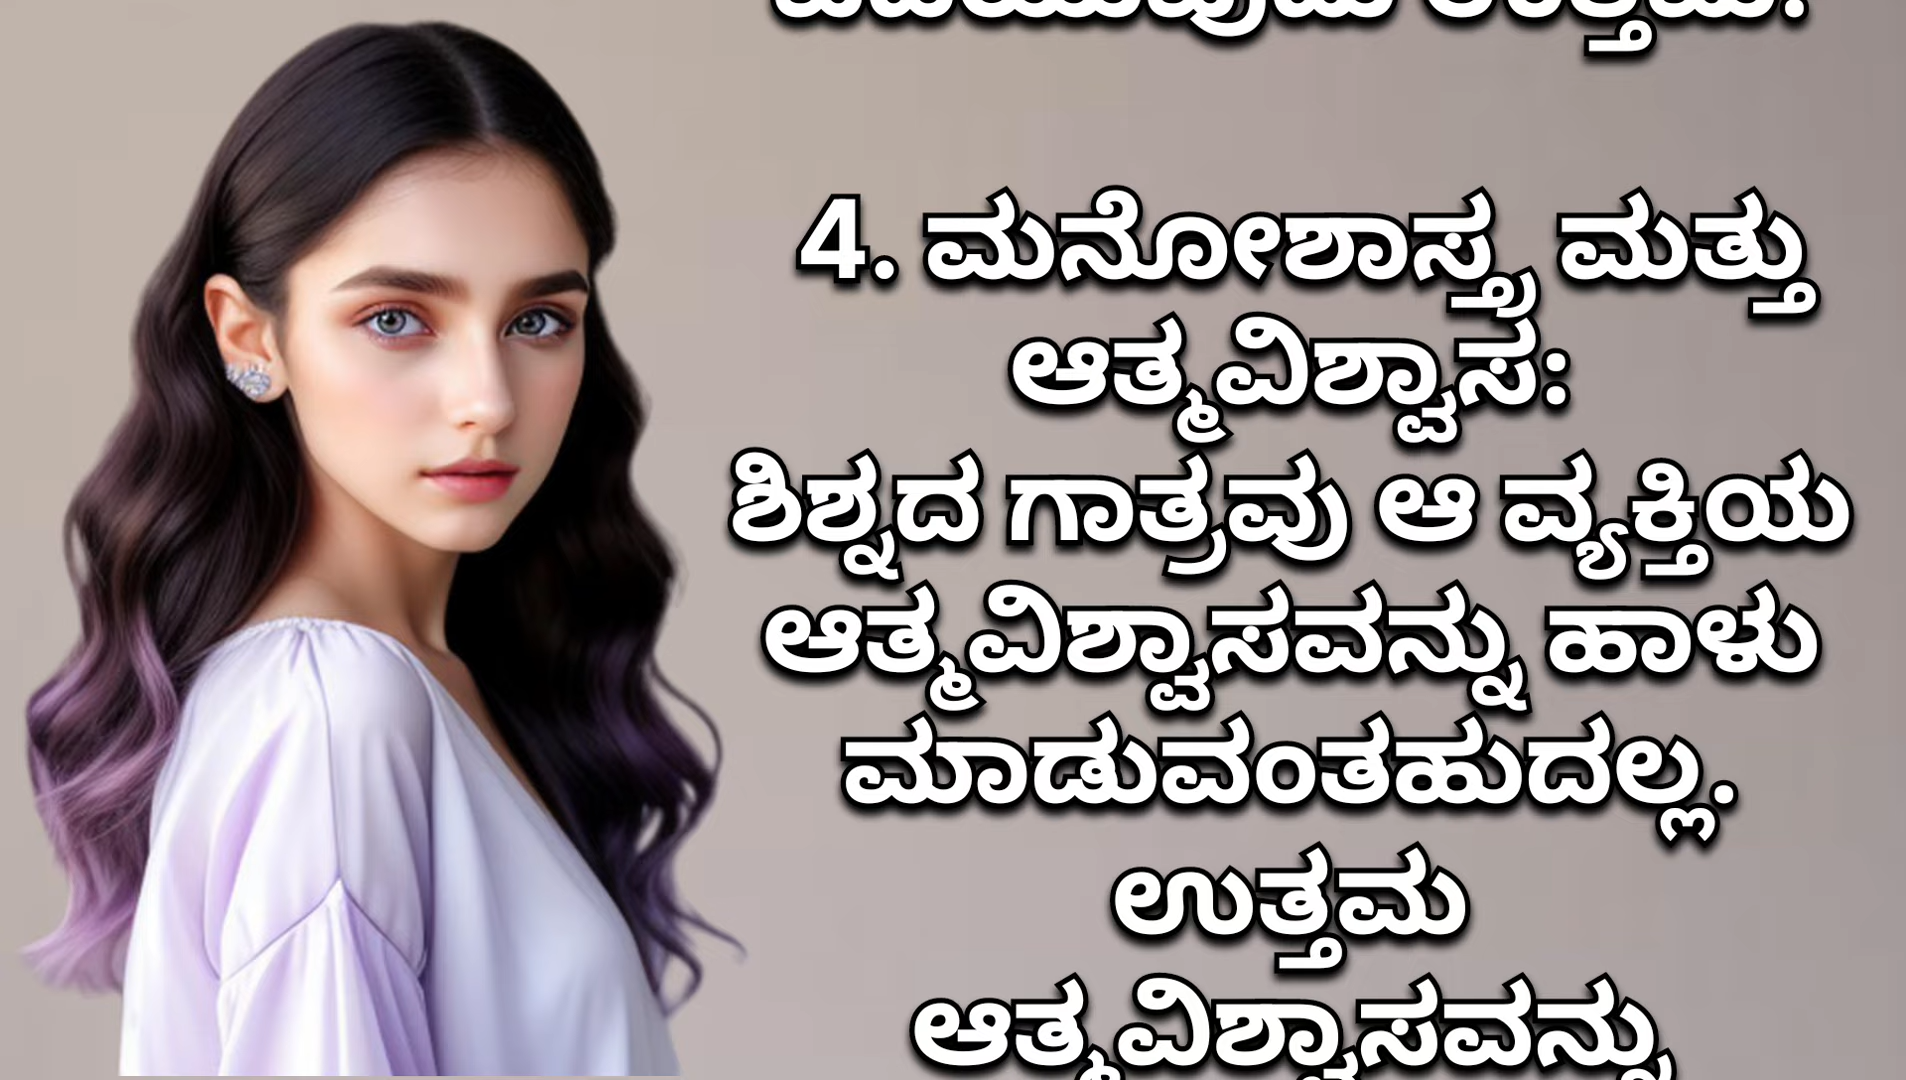 4. ಮನೋಶಾಸ್ತ್ರ ಮತ್ತು
ಆತ್ಮವಿಶ್ವಾಸ:
ಶಿಶ್ನದ ಗಾತ್ರವು ಆ ವ್ಯಕ್ತಿಯ
ಆತ್ಮವಿಶ್ವಾಸವನ್ನು ಹಾಳು
ಮಾಡುವಂತಹುದಲ್ಲ.
ಉತ್ತಮ
ಆತ್ಮವಿಶ್ವಾಸವನ್ನು